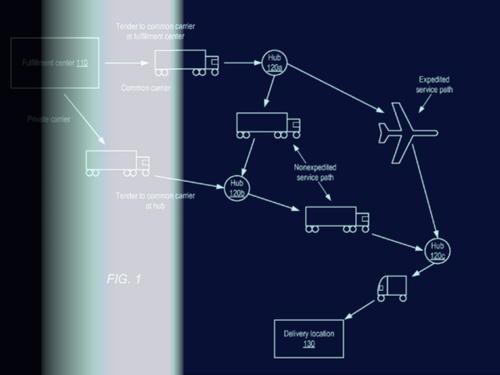 Tender to common carrier
at fulfillment center
Fulfillment center 110
Common carrier
Hub
120a
Expedited
service path
Private carrier
Nonexpedited
service path
Hub
120b
Tender to common carrier
at hub
Hub
120c
FIG. 1
Delivery location
130